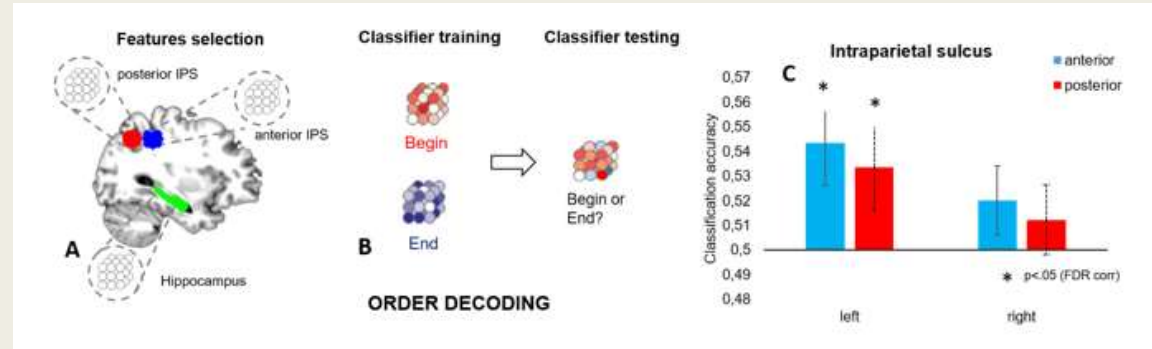 Features selection
posterior IPS
anterior IPS
A
Hippocampus
Classifier training
Classifier testing
Begin
End
B
Begin or
End?
ORDER DECODING
Intraparietal sulcus
C
anterior
posterior
Classification accuracy
0,57
0,56
0,55
0,54
0,53
0,52
0,51
0,5
0,49
0,48
*
*
* p<.05 (FDR corr)
left
right